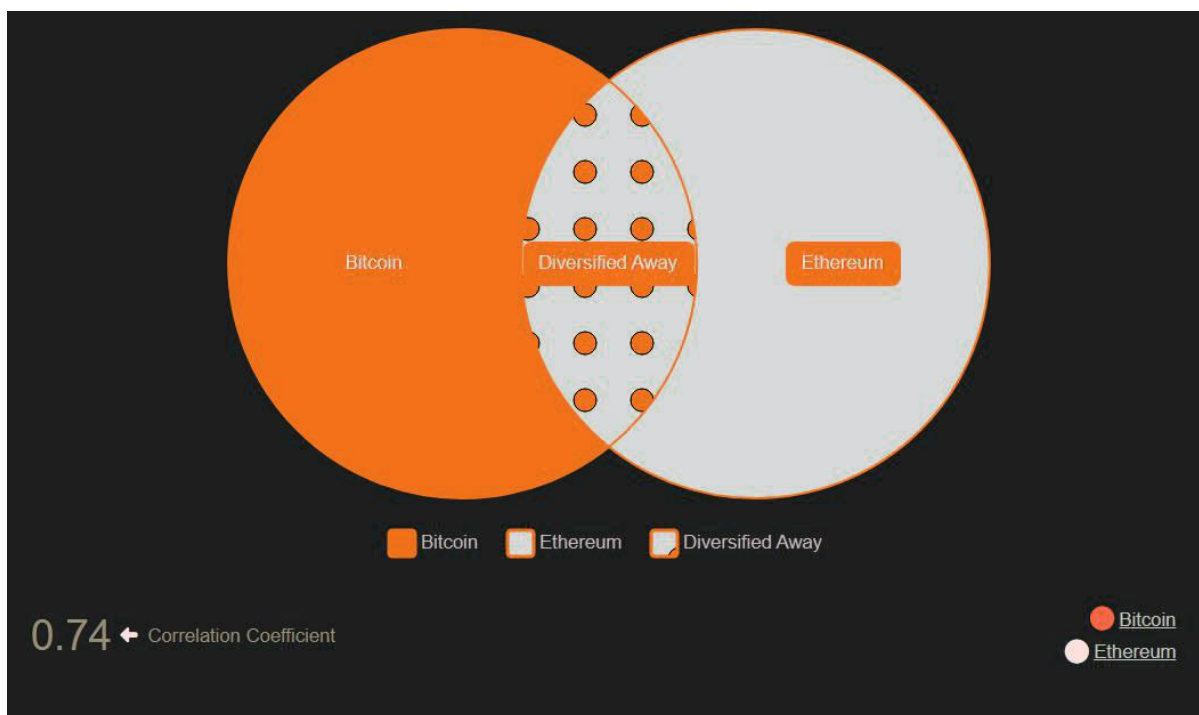 Bitcoin
Diversified Away
Ethereum
Bitcoin Ethereum Diversified Away
0.74 Correlation Coefficient
Bitcoin
Ethereum